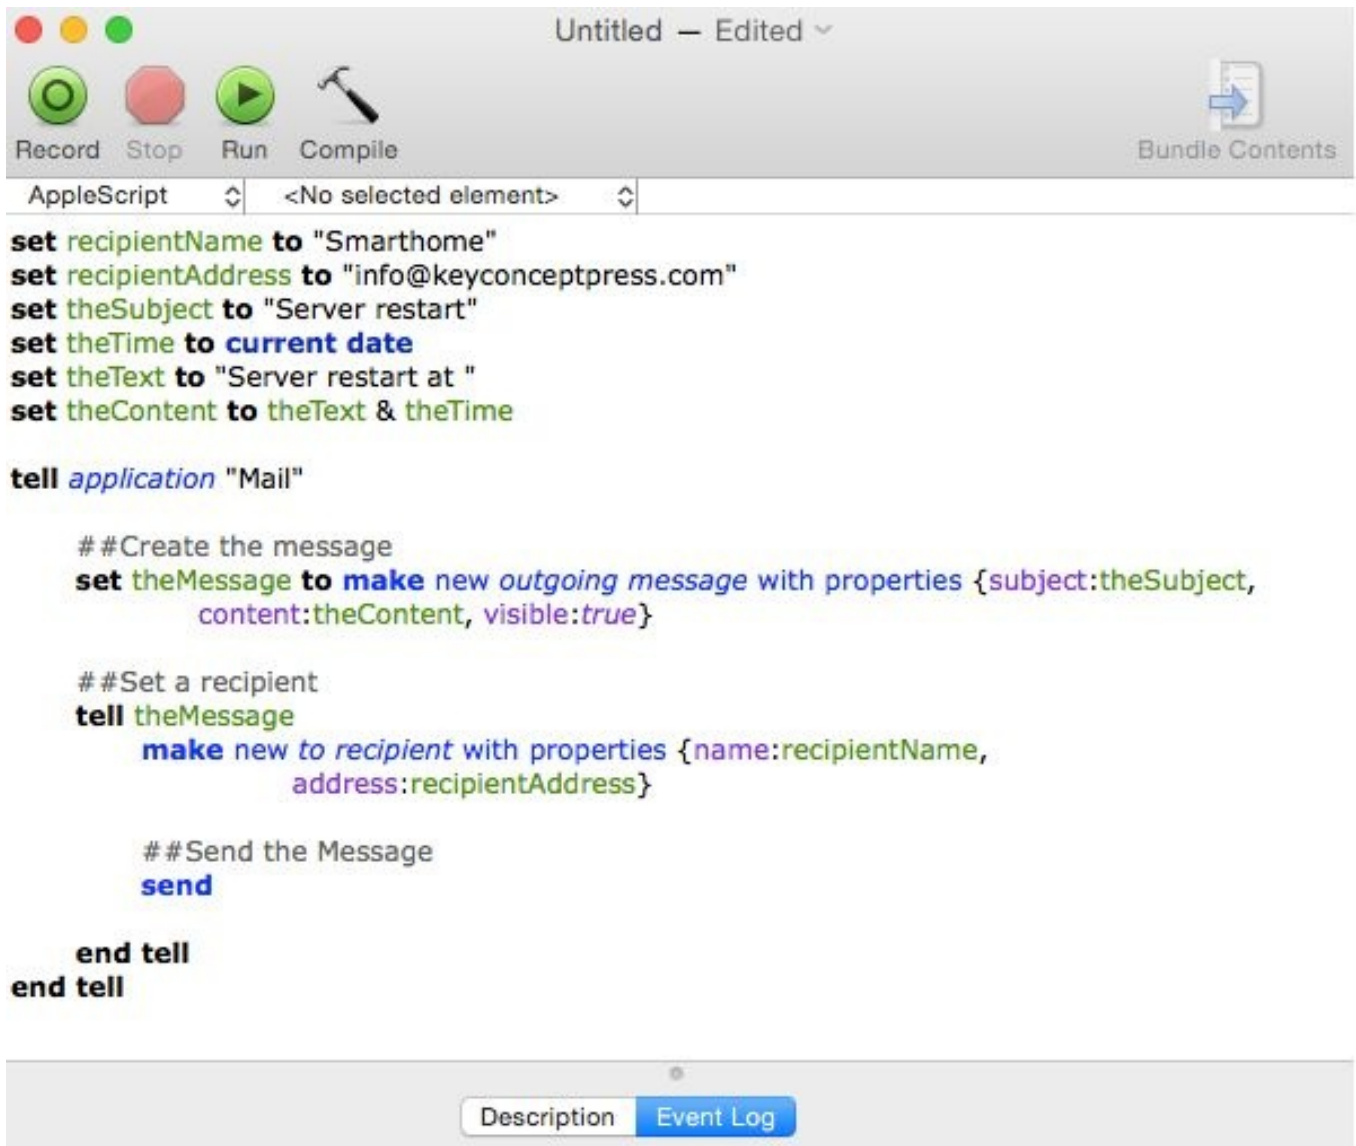 Untitled — Edited
Record Stop Run Compile Bundle Contents
AppleScript <No selected element>
set recipientName to "Smarthome"
set recipientAddress to "info@keyconceptpress.com"
set theSubject to "Server restart"
set theTime to current date
set theText to "Server restart at "
set theContent to theText & theTime
tell application "Mail"
##Create the message
set theMessage to make new outgoing message with properties {subject:theSubject,
content:theContent, visible:true}
##Set a recipient
tell theMessage
make new to recipient with properties {name:recipientName,
address:recipientAddress}
##Send the Message
send
end tell
end tell
Description Event Log